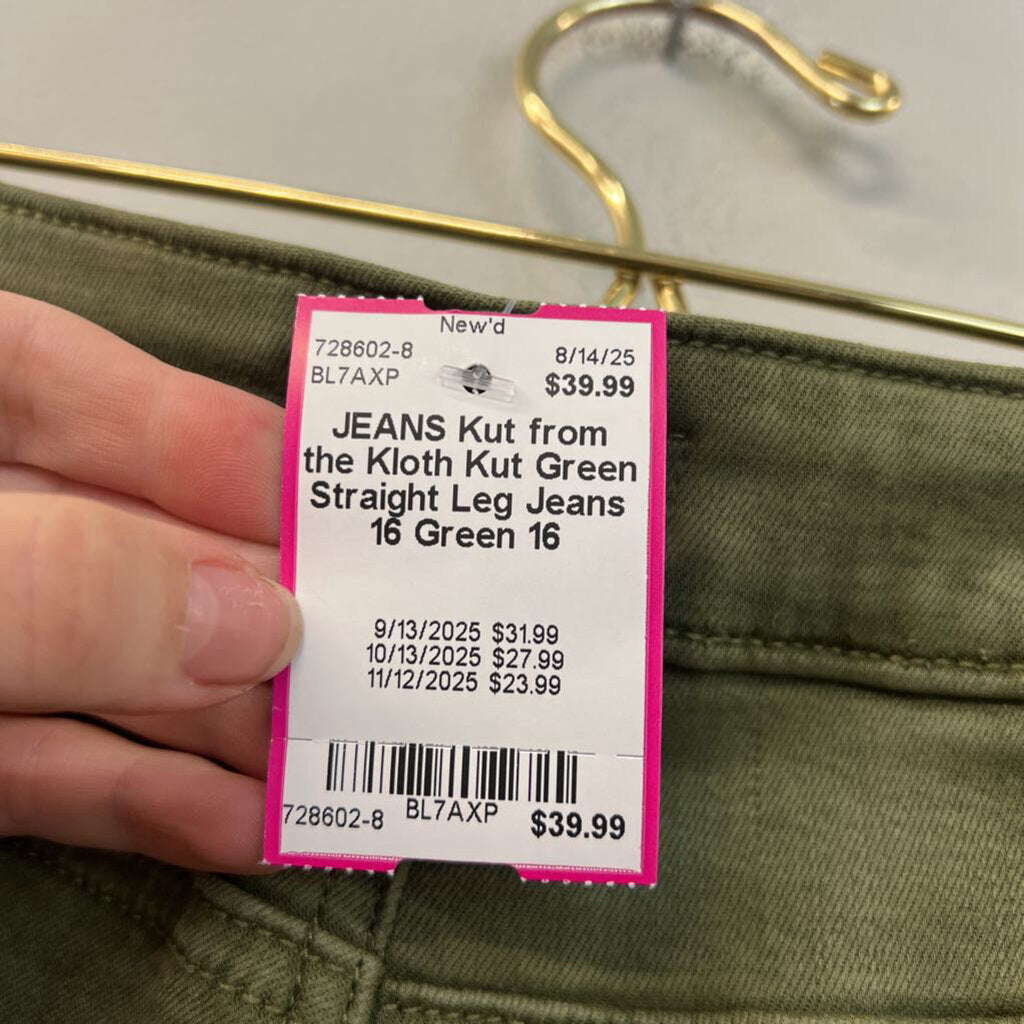 New'd
728602-8 8/14/25
BL7AXP $39.99
JEANS Kut from
the Kloth Kut Green
Straight Leg Jeans
16 Green 16
9/13/2025 $31.99
10/13/2025 $27.99
11/12/2025 $23.99
728602-8 BL7AXP $39.99